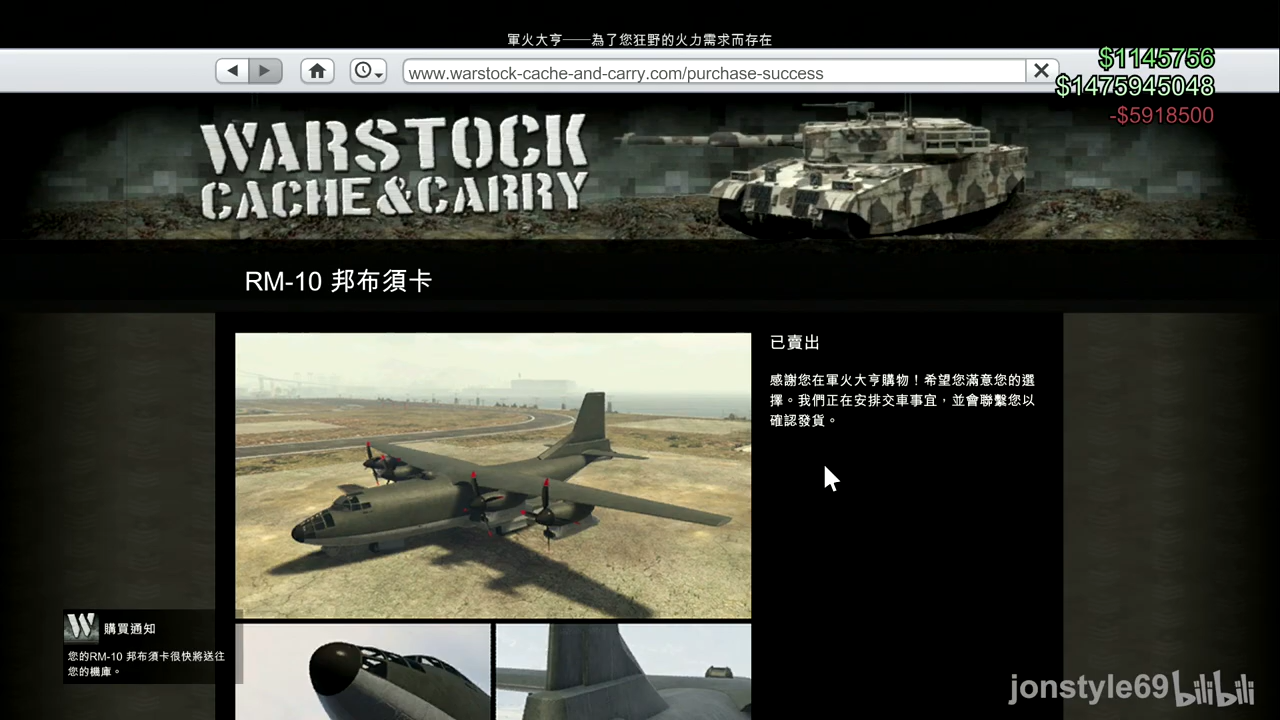 軍火大亨──為了您狂野的火力需求而存在
www.warstock-cache-and-carry.com/purchase-success
$1145756
$1475945048
-$5918500
WARSTOCK
CACHE&CARRY
RM-10 邦布須卡
已賣出
感謝您在軍火大亨購物！希望您滿意您的選
擇。我們正在安排交車事宜，並會聯繫您以
確認發貨。
W
購買通知
您的RM-10 邦布須卡很快將送往
您的機庫。
jonstyle69 bilibili